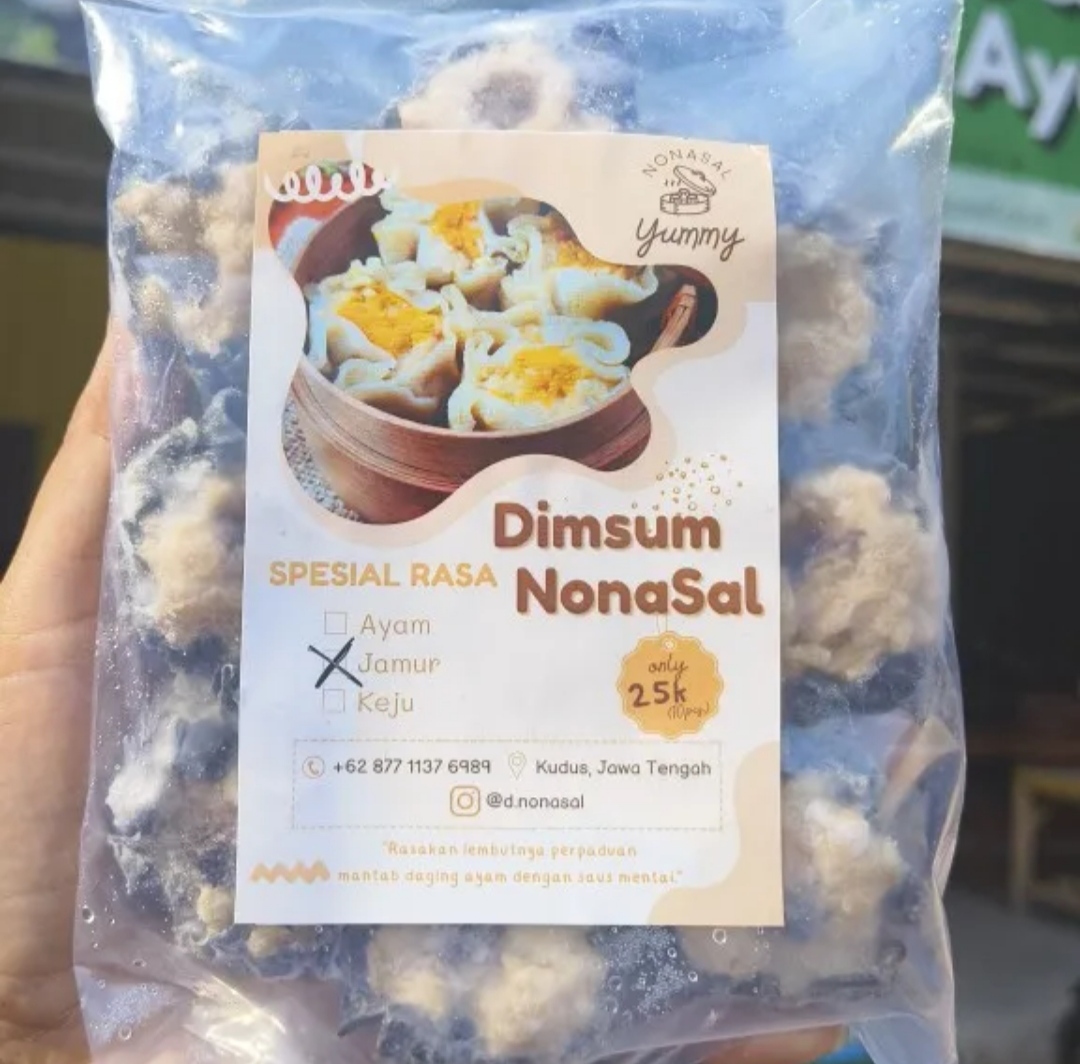 Ay
NONASAL
Yummy
Dimsum
NonaSal
SPESIAL RASA
Ayam
Jamur
Keju
only
25k
(10pcs)
+62 877 1137 6989
Kudus, Jawa Tengah
@d.nonasal
"Rasakan lembutnya perpaduan
mantab daging ayam dengan saus mentai."